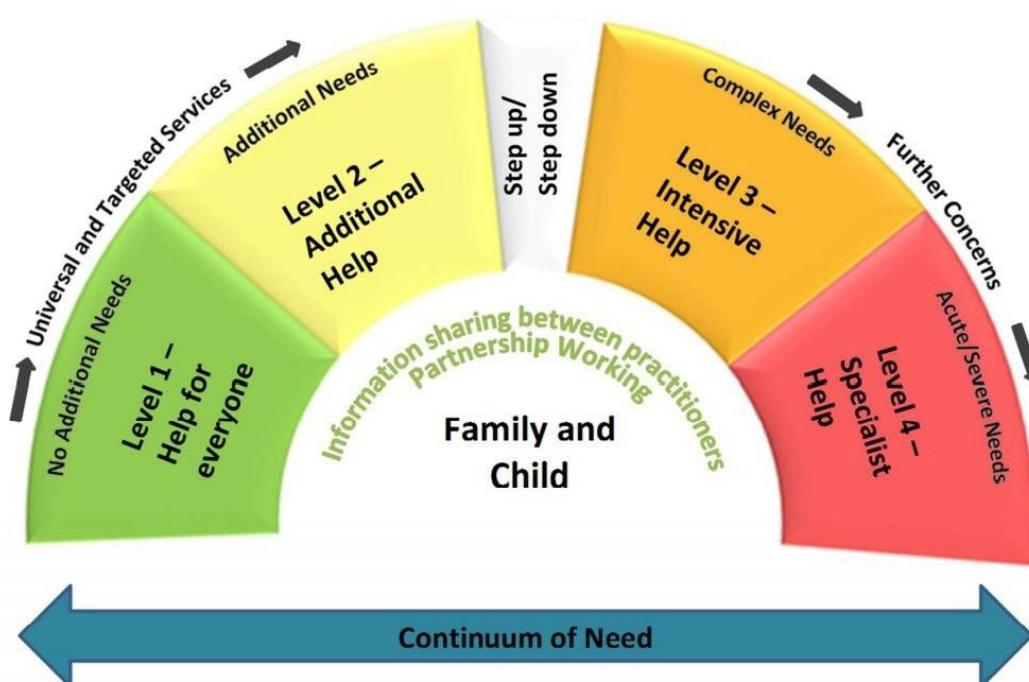 Universal and Targeted Services
No Additional Needs
Level 1 –
Help for
everyone
Additional Needs
Level 2 –
Additional
Help
Step up/
Step down
Complex Needs
Level 3 –
Intensive
Help
Further Concerns
Acute/Severe Needs
Level 4 –
Specialist
Help
Information sharing between practitioners
Partnership Working
Family and
Child
Continuum of Need